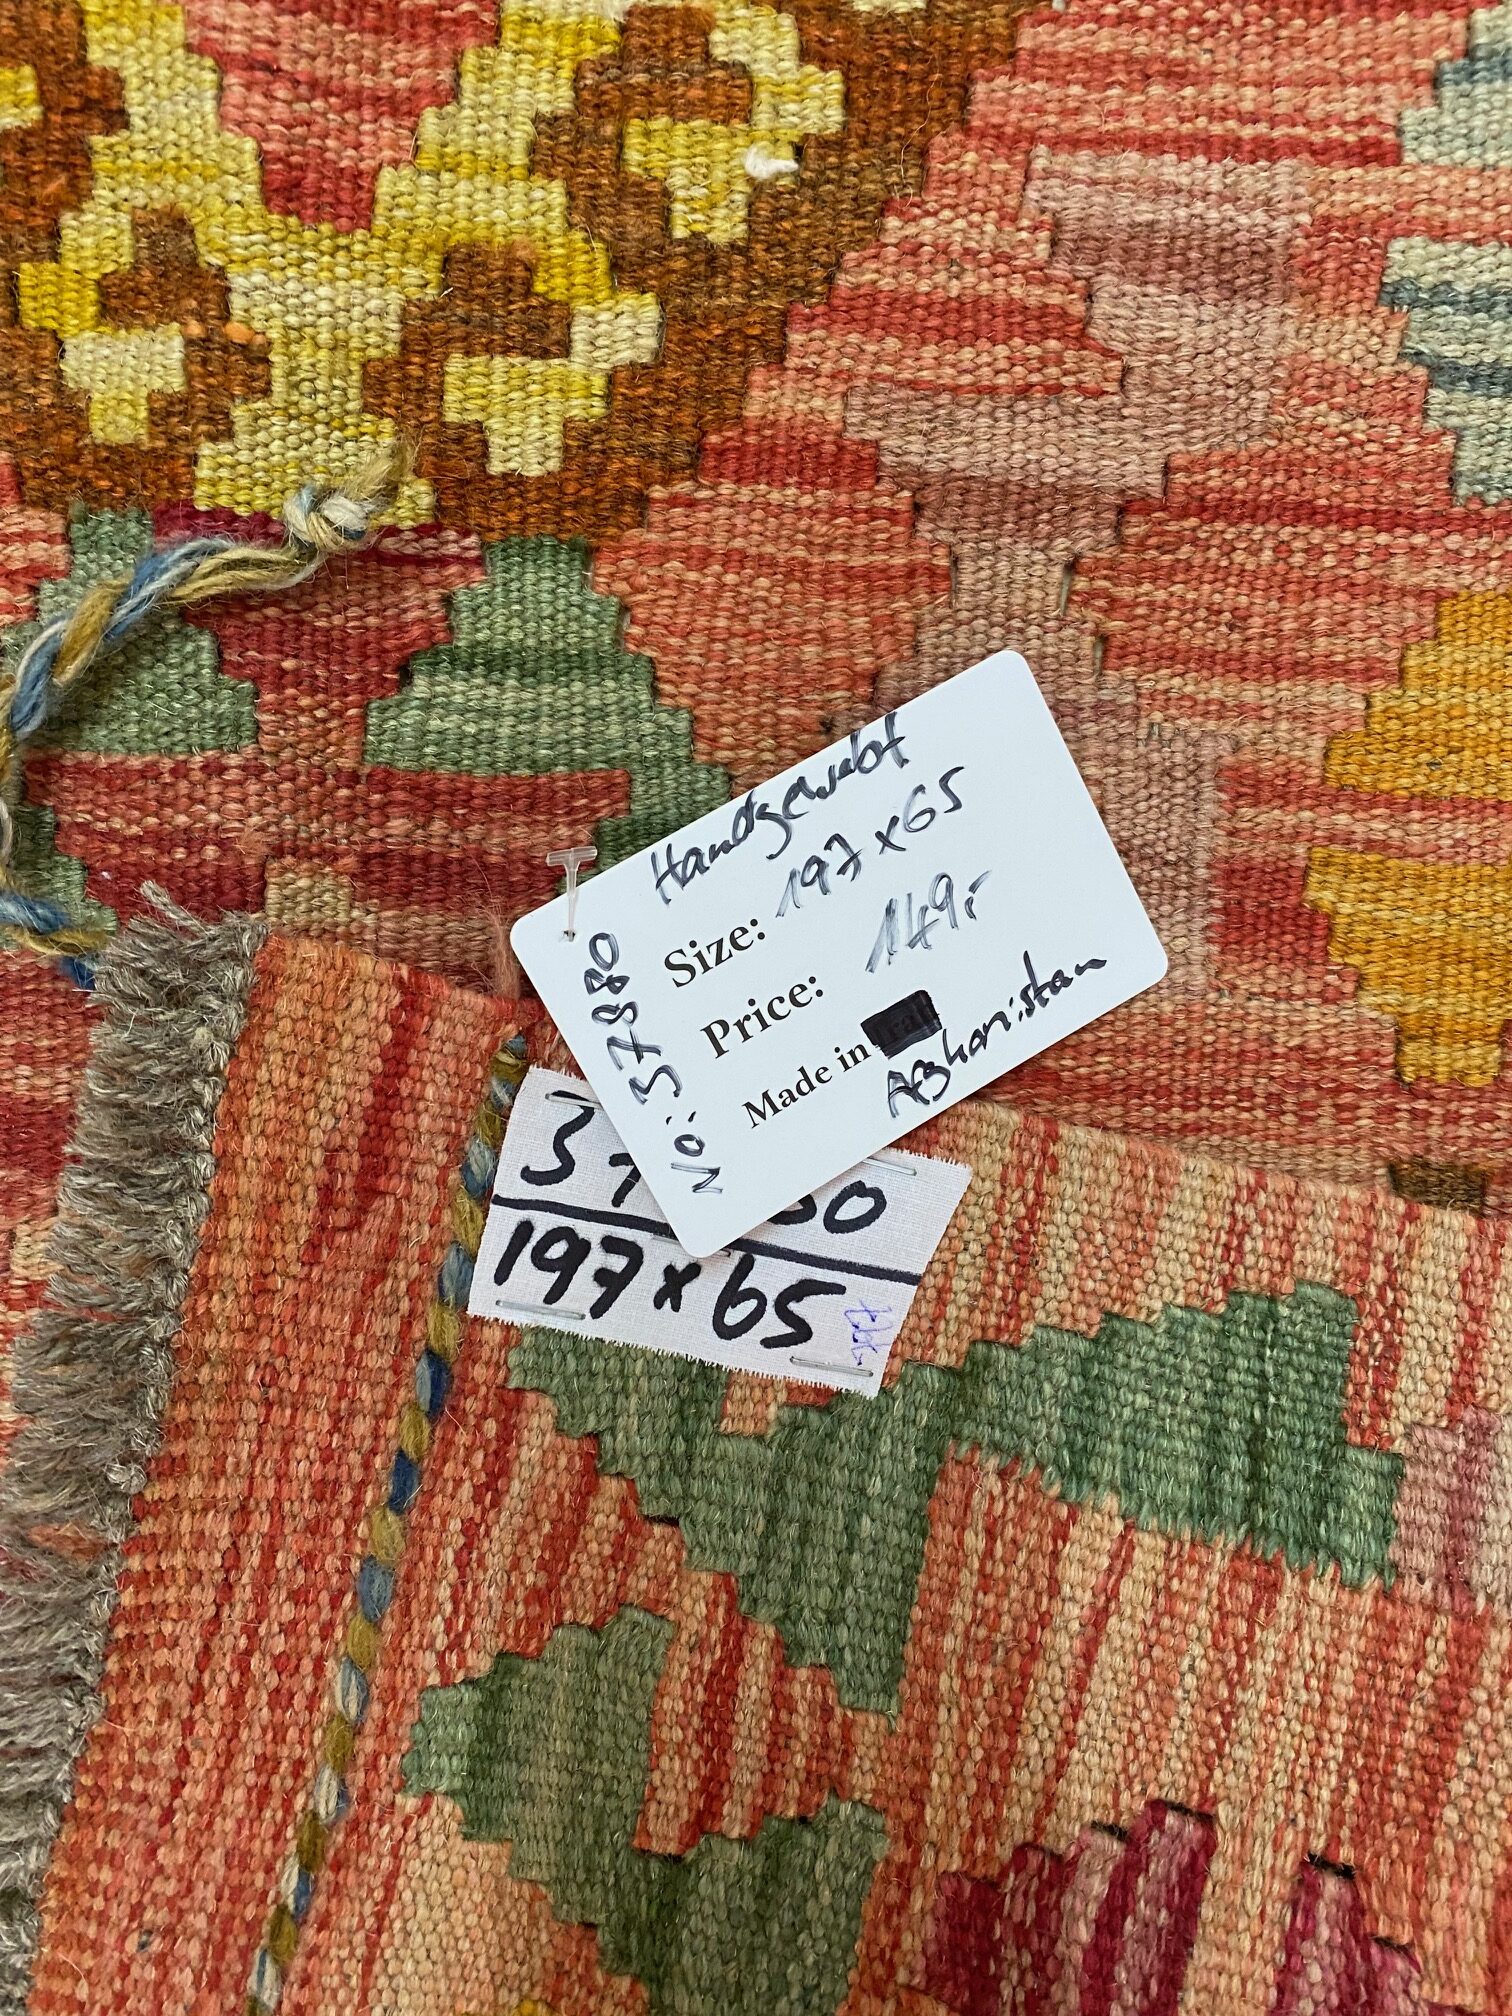 Handgewebt
Size: 197 x 65
Price: 149,-
Made in
Afghanistan
No: 37880
197 x 65